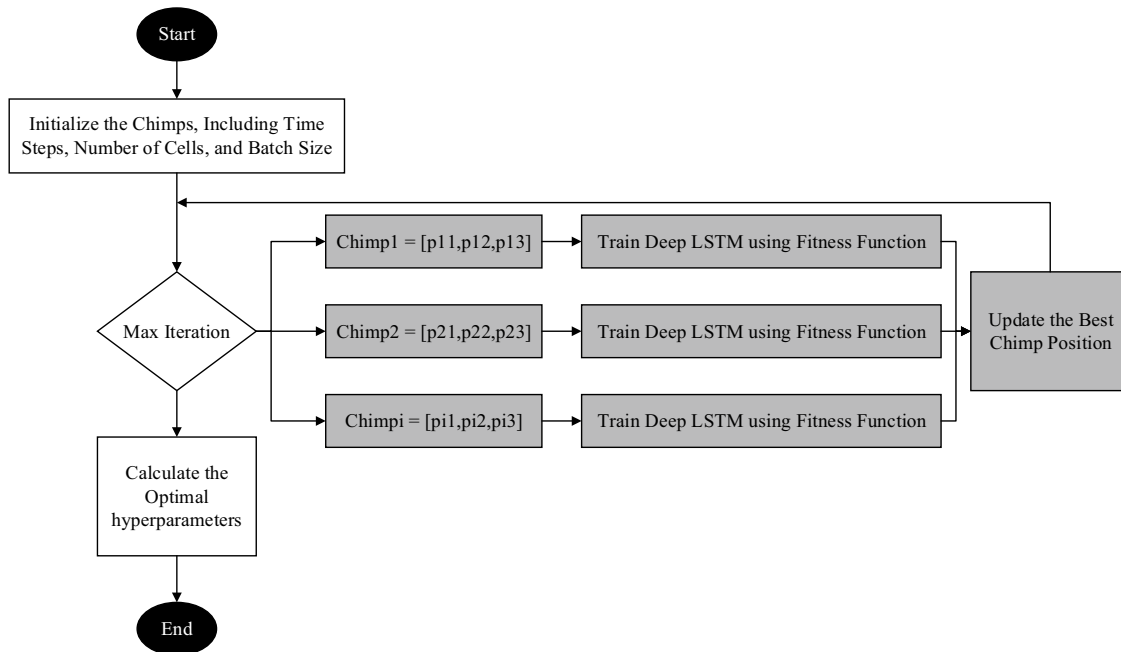 Start
Initialize the Chimps, Including Time
Steps, Number of Cells, and Batch Size
Chimp1 = [p11,p12,p13]
Train Deep LSTM using Fitness Function
Max Iteration
Chimp2 = [p21,p22,p23]
Train Deep LSTM using Fitness Function
Update the Best
Chimp Position
Chimpi = [pi1,pi2,pi3]
Train Deep LSTM using Fitness Function
Calculate the
Optimal
hyperparameters
End